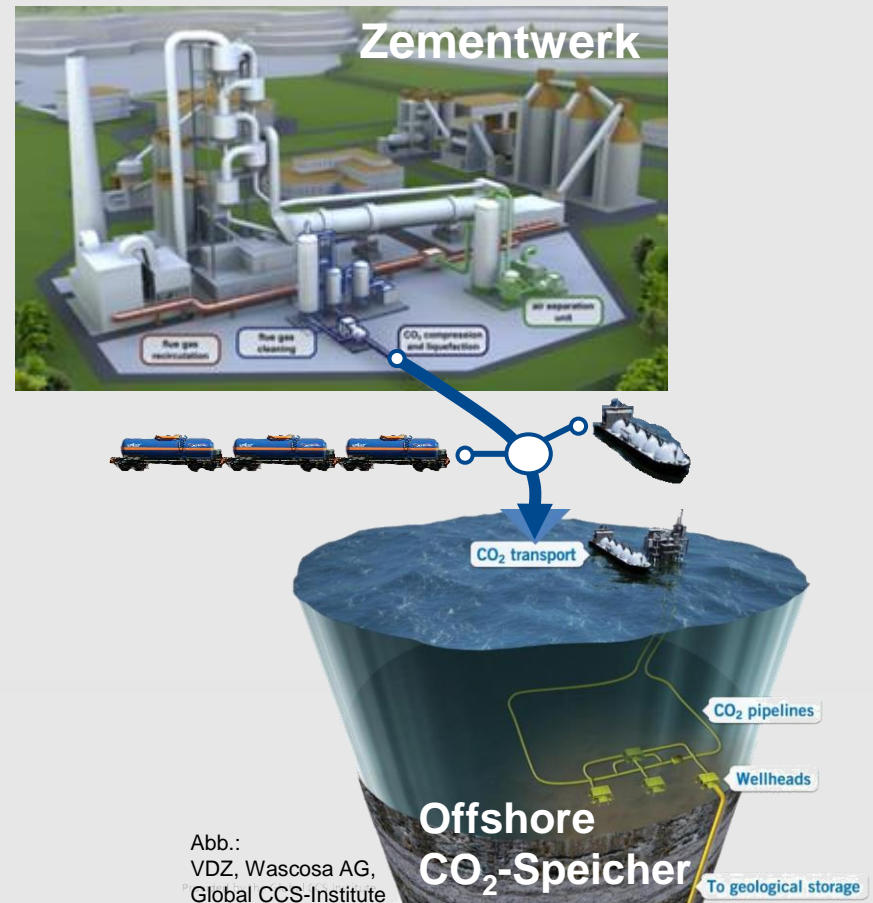 Zementwerk
air separation
unit
flue gas
recirculation
flue gas
cleaning
CO₂ compression
and liquefaction
CO₂ transport
CO₂ pipelines
Wellheads
Offshore
CO₂-Speicher
Abb.:
VDZ, Wascosa AG,
Global CCS-Institute
To geological storage